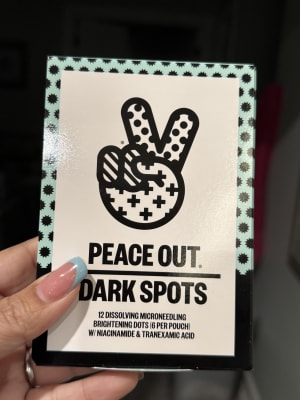 PEACE OUT®
DARK SPOTS
12 DISSOLVING MICRONEEDLING
BRIGHTENING DOTS (6 PER POUCH)
W/ NIACINAMIDE & TRANEXAMIC ACID